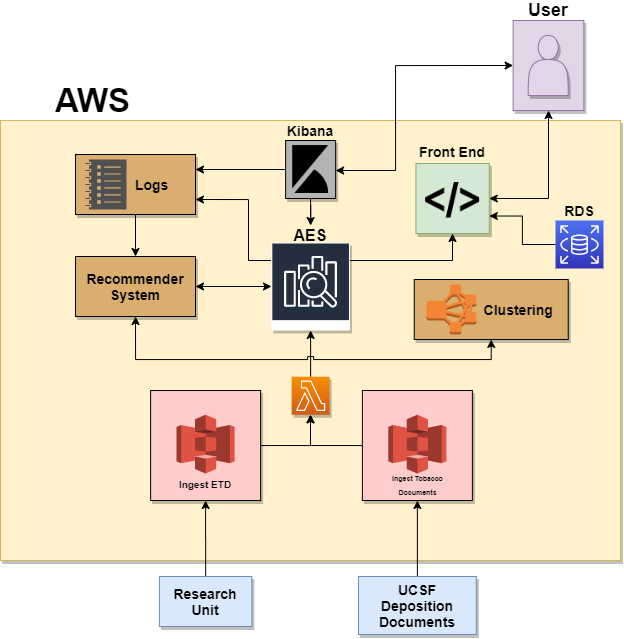 User
AWS
Kibana
Logs
Front End
</>
RDS
AES
Recommender
System
Clustering
Ingest ETD
Ingest Tobacco
Documents
Research
Unit
UCSF
Deposition
Documents